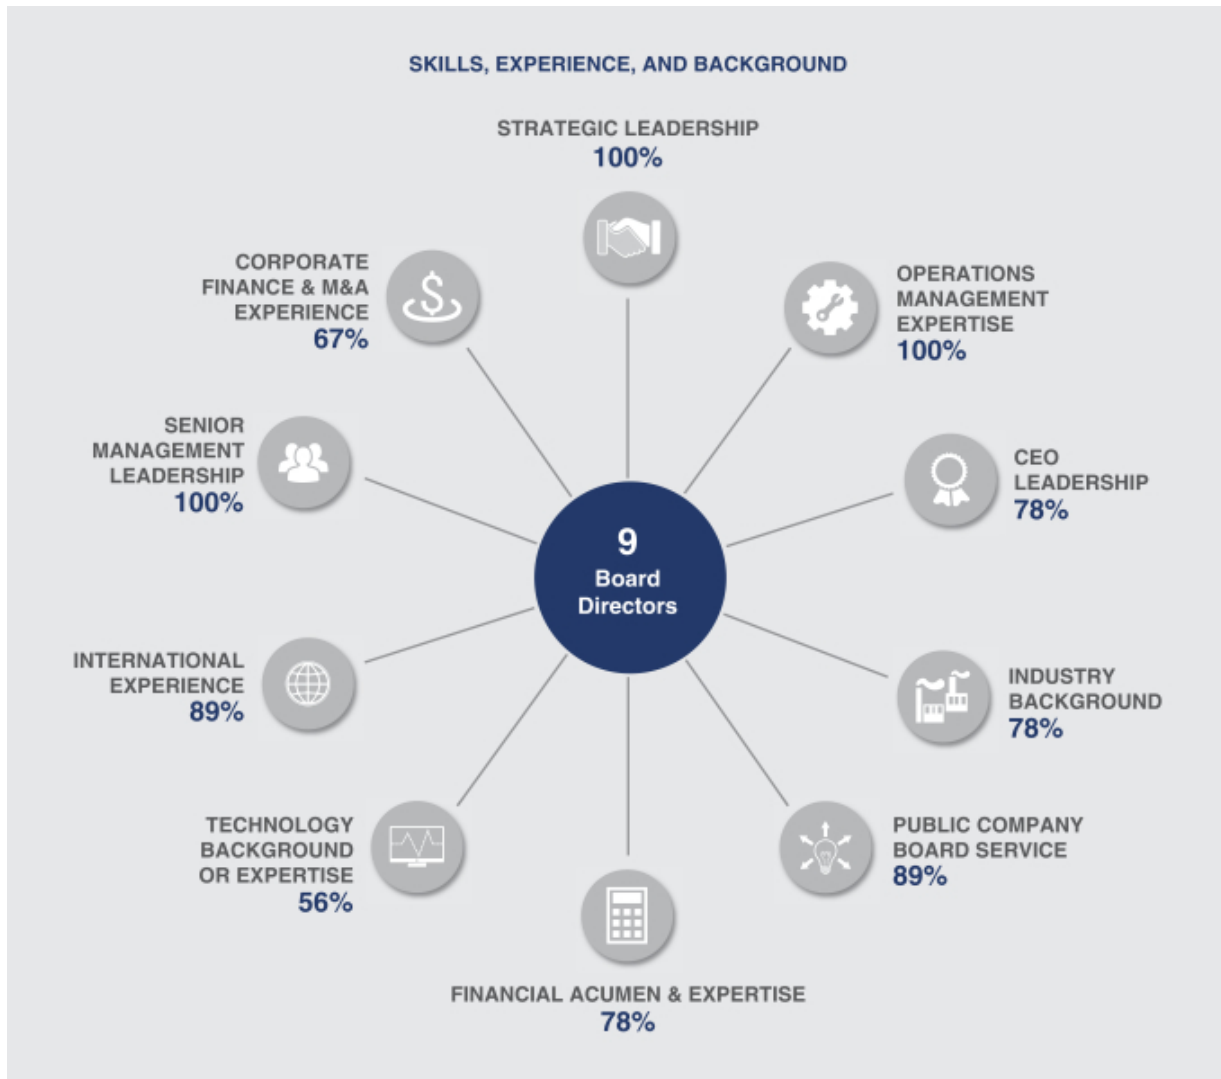 SKILLS, EXPERIENCE, AND BACKGROUND
STRATEGIC LEADERSHIP
100%
OPERATIONS
MANAGEMENT
EXPERTISE
100%
CEO
LEADERSHIP
78%
INDUSTRY
BACKGROUND
78%
PUBLIC COMPANY
BOARD SERVICE
89%
FINANCIAL ACUMEN & EXPERTISE
78%
TECHNOLOGY
BACKGROUND
OR EXPERTISE
56%
INTERNATIONAL
EXPERIENCE
89%
SENIOR
MANAGEMENT
LEADERSHIP
100%
CORPORATE
FINANCE & M&A
EXPERIENCE
67%
9
Board
Directors